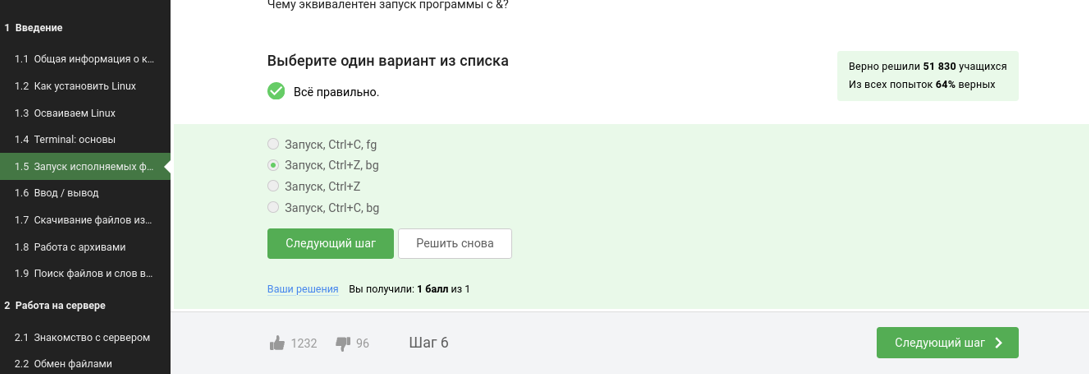 Чему эквивалентен запуск программы с &?
1 Введение
1.1 Общая информация о к...
1.2 Как установить Linux
1.3 Осваиваем Linux
1.4 Terminal: основы
1.5 Запуск исполняемых ф...
1.6 Ввод / вывод
1.7 Скачивание файлов из...
1.8 Работа с архивами
1.9 Поиск файлов и слов в...
2 Работа на сервере
2.1 Знакомство с сервером
2.2 Обмен файлами
Выберите один вариант из списка
Всё правильно.
Верно решили 51 830 учащихся
Из всех попыток 64% верных
Запуск, Ctrl+C, fg
Запуск, Ctrl+Z, bg
Запуск, Ctrl+Z
Запуск, Ctrl+C, bg
Следующий шаг
Решить снова
Ваши решения Вы получили: 1 балл из 1
1232 96 Шаг 6
Следующий шаг